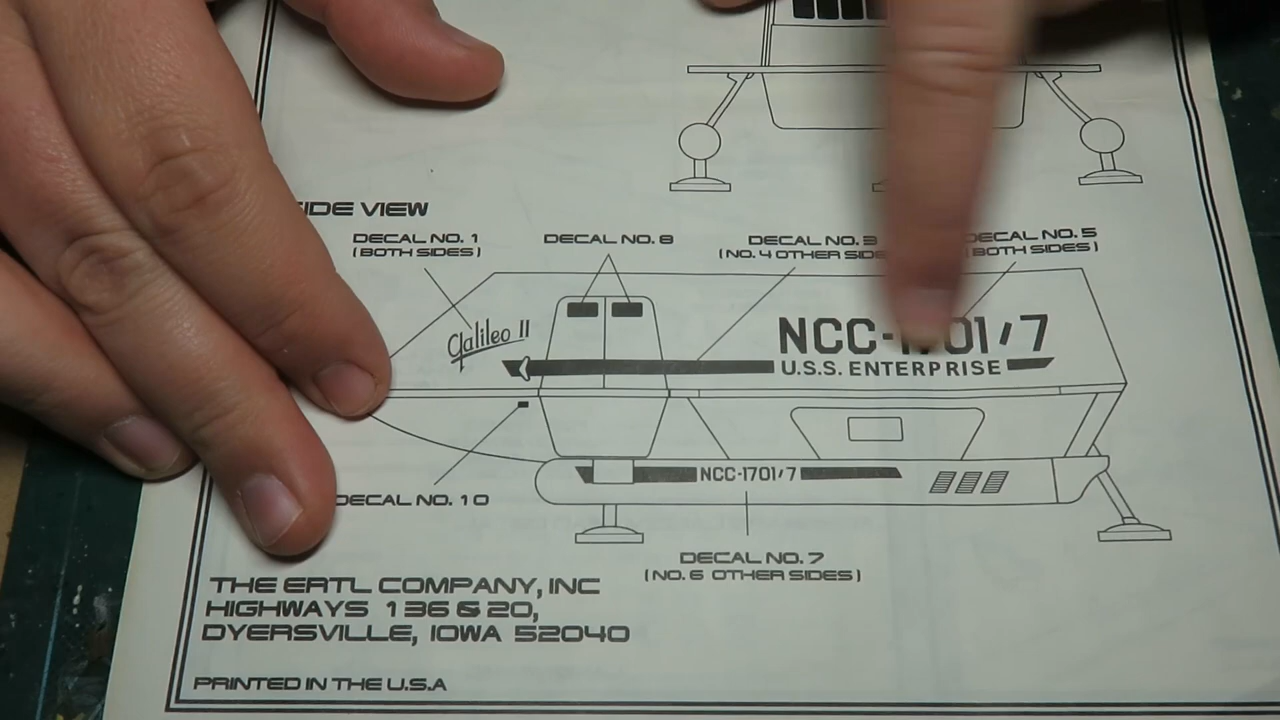 IDE VIEW
DECAL NO. 1
(BOTH SIDES)
DECAL NO. 8
DECAL NO. 3
(NO. 4 OTHER SIDE
DECAL NO. 5
BOTH SIDES)
Galileo II
NCC-1701/7
U.S.S. ENTERPRISE
NCC-1701/7
DECAL NO. 10
DECAL NO. 7
(NO. 6 OTHER SIDES)
THE ERTL COMPANY, INC
HIGHWAYS 136 & 20,
DYERSVILLE, IOWA 52040
PRINTED IN THE U.S.A